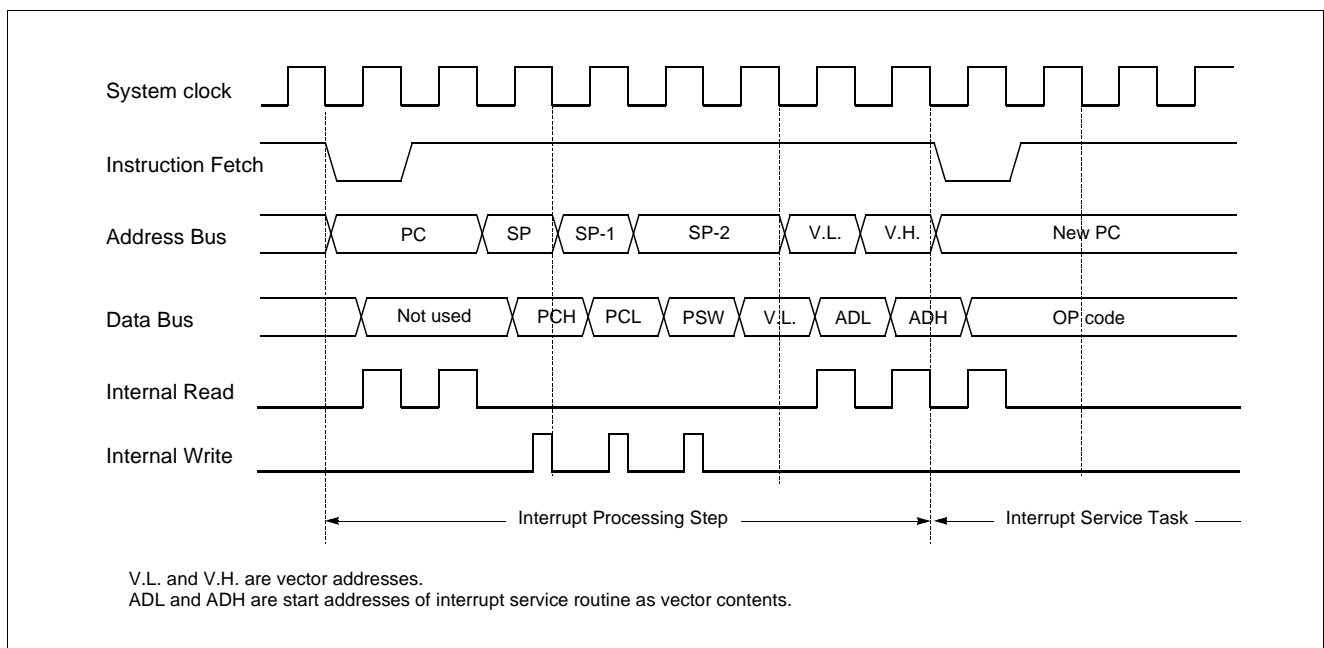 System clock
Instruction Fetch
Address Bus
PC
SP
SP-1
SP-2
V.L.
V.H.
New PC
Data Bus
Not used
PCH
PCL
PSW
V.L.
ADL
ADH
OP code
Internal Read
Internal Write
Interrupt Processing Step
Interrupt Service Task
V.L. and V.H. are vector addresses.
ADL and ADH are start addresses of interrupt service routine as vector contents.